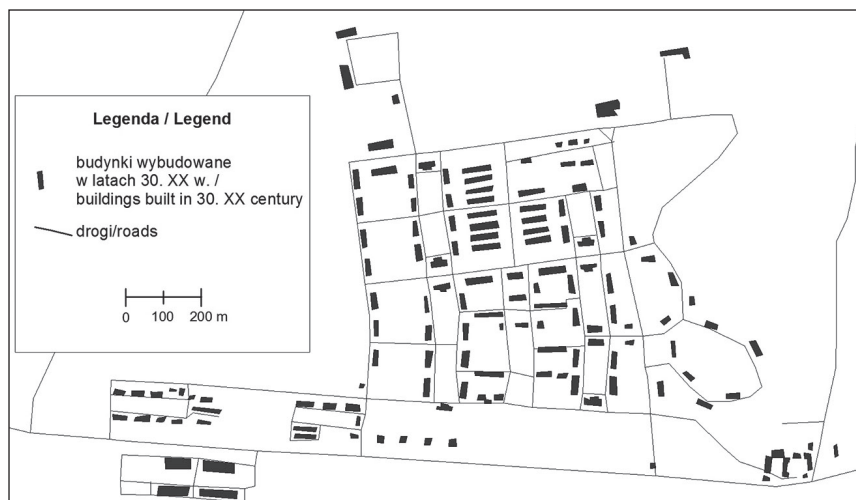 Legenda / Legend
budynki wybudowane
w latach 30. XX w. /
buildings built in 30. XX century
drogi/roads
0 100 200 m